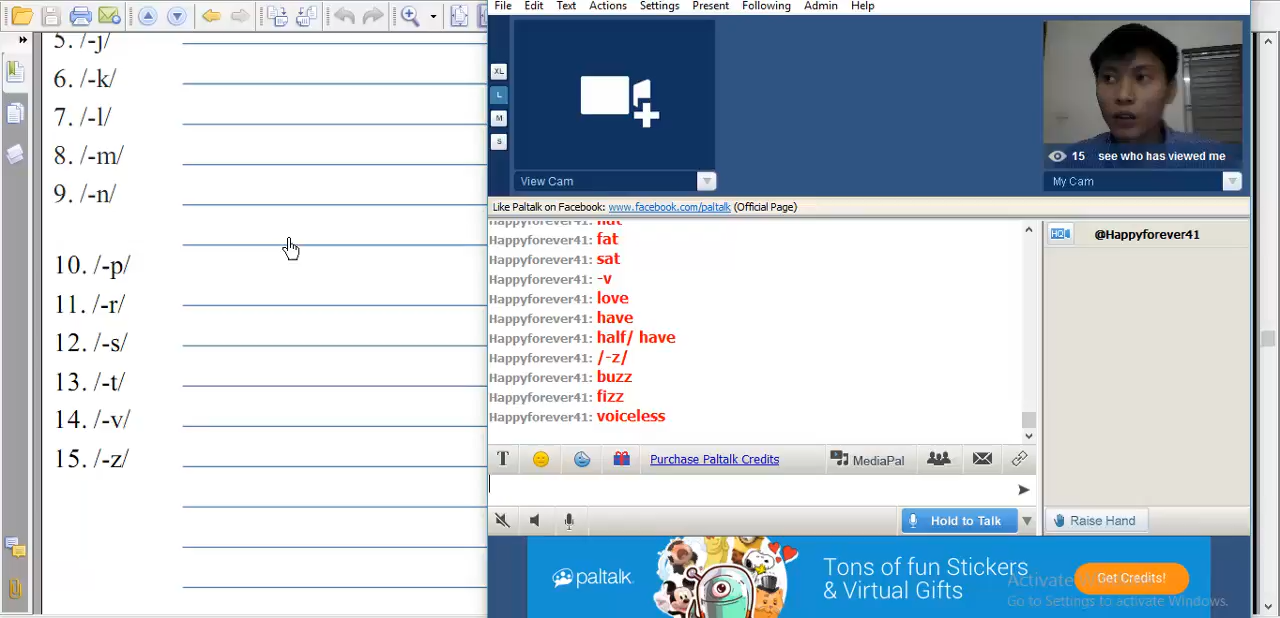 5. /-j/
6. /-k/
7. /-l/
8. /-m/
9. /-n/
10. /-p/
11. /-r/
12. /-s/
13. /-t/
14. /-v/
15. /-z/
File Edit Text Actions Settings Present Following Admin Help
XL
L
M
S
15 see who has viewed me
View Cam
My Cam
Like Paltalk on Facebook: www.facebook.com/paltalk (Official Page)
Happyforever41:
Happyforever41: fat
Happyforever41: sat
Happyforever41: -v
Happyforever41: love
Happyforever41: have
Happyforever41: half/ have
Happyforever41: /-z/
Happyforever41: buzz
Happyforever41: fizz
Happyforever41: voiceless
HQ @Happyforever41
T Purchase Paltalk Credits MediaPal
Hold to Talk
Raise Hand
paltalk
Tons of fun Stickers
& Virtual Gifts
Get Credits!
Activate Windows
Go to Settings to activate Windows.